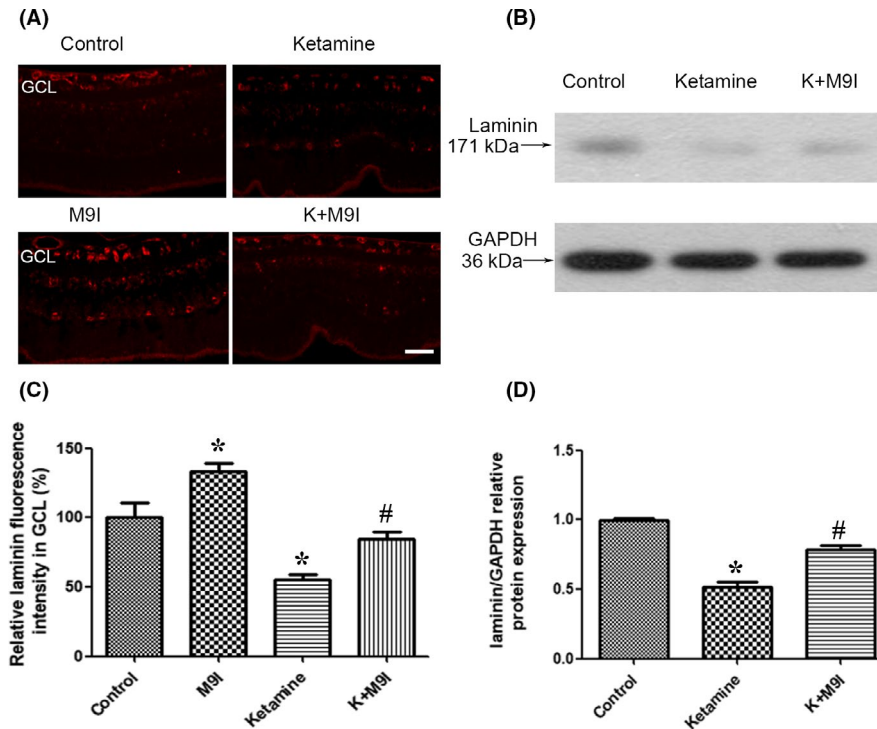 (A)
Control
Ketamine
GCL
M9I
K+M9I
GCL
(B)
Control
Ketamine
K+M9I
Laminin
171 kDa
GAPDH
36 kDa
(C)
Relative laminin fluorescence
intensity in GCL (%)
150
100
50
0
*
*
#
Control
M9I
Ketamine
K+M9I
(D)
laminin/GAPDH relative
protein expression
1.5
1.0
0.5
0.0
*
#
Control
Ketamine
K+M9I